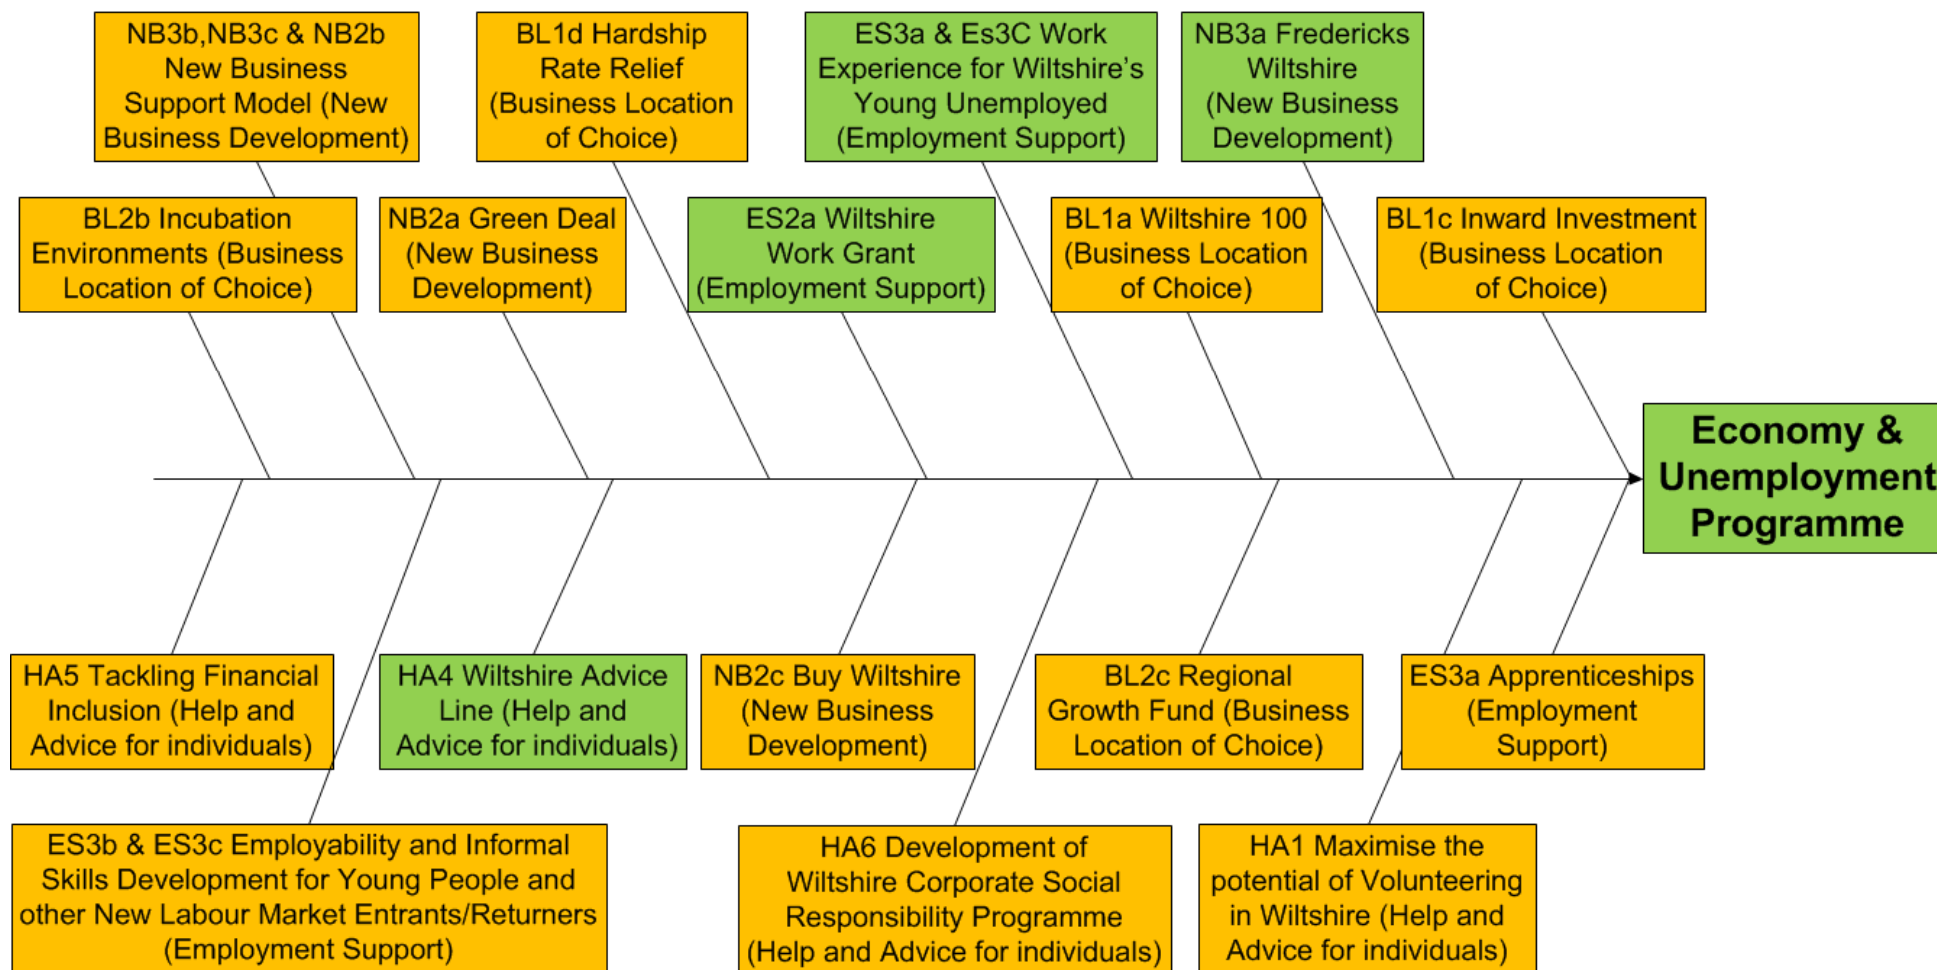 NB3b,NB3c & NB2b
New Business
Support Model (New
Business Development)
BL1d Hardship
Rate Relief
(Business Location
of Choice)
ES3a & Es3C Work
Experience for Wiltshire's
Young Unemployed
(Employment Support)
NB3a Fredericks
Wiltshire
(New Business
Development)
BL2b Incubation
Environments (Business
Location of Choice)
NB2a Green Deal
(New Business
Development)
ES2a Wiltshire
Work Grant
(Employment Support)
BL1a Wiltshire 100
(Business Location
of Choice)
BL1c Inward Investment
(Business Location
of Choice)
Economy &
Unemployment
Programme
HA5 Tackling Financial
Inclusion (Help and
Advice for individuals)
HA4 Wiltshire Advice
Line (Help and
Advice for individuals)
NB2c Buy Wiltshire
(New Business
Development)
BL2c Regional
Growth Fund (Business
Location of Choice)
ES3a Apprenticeships
(Employment
Support)
ES3b & ES3c Employability and Informal
Skills Development for Young People and
other New Labour Market Entrants/Returners
(Employment Support)
HA6 Development of
Wiltshire Corporate Social
Responsibility Programme
(Help and Advice for individuals)
HA1 Maximise the
potential of Volunteering
in Wiltshire (Help and
Advice for individuals)